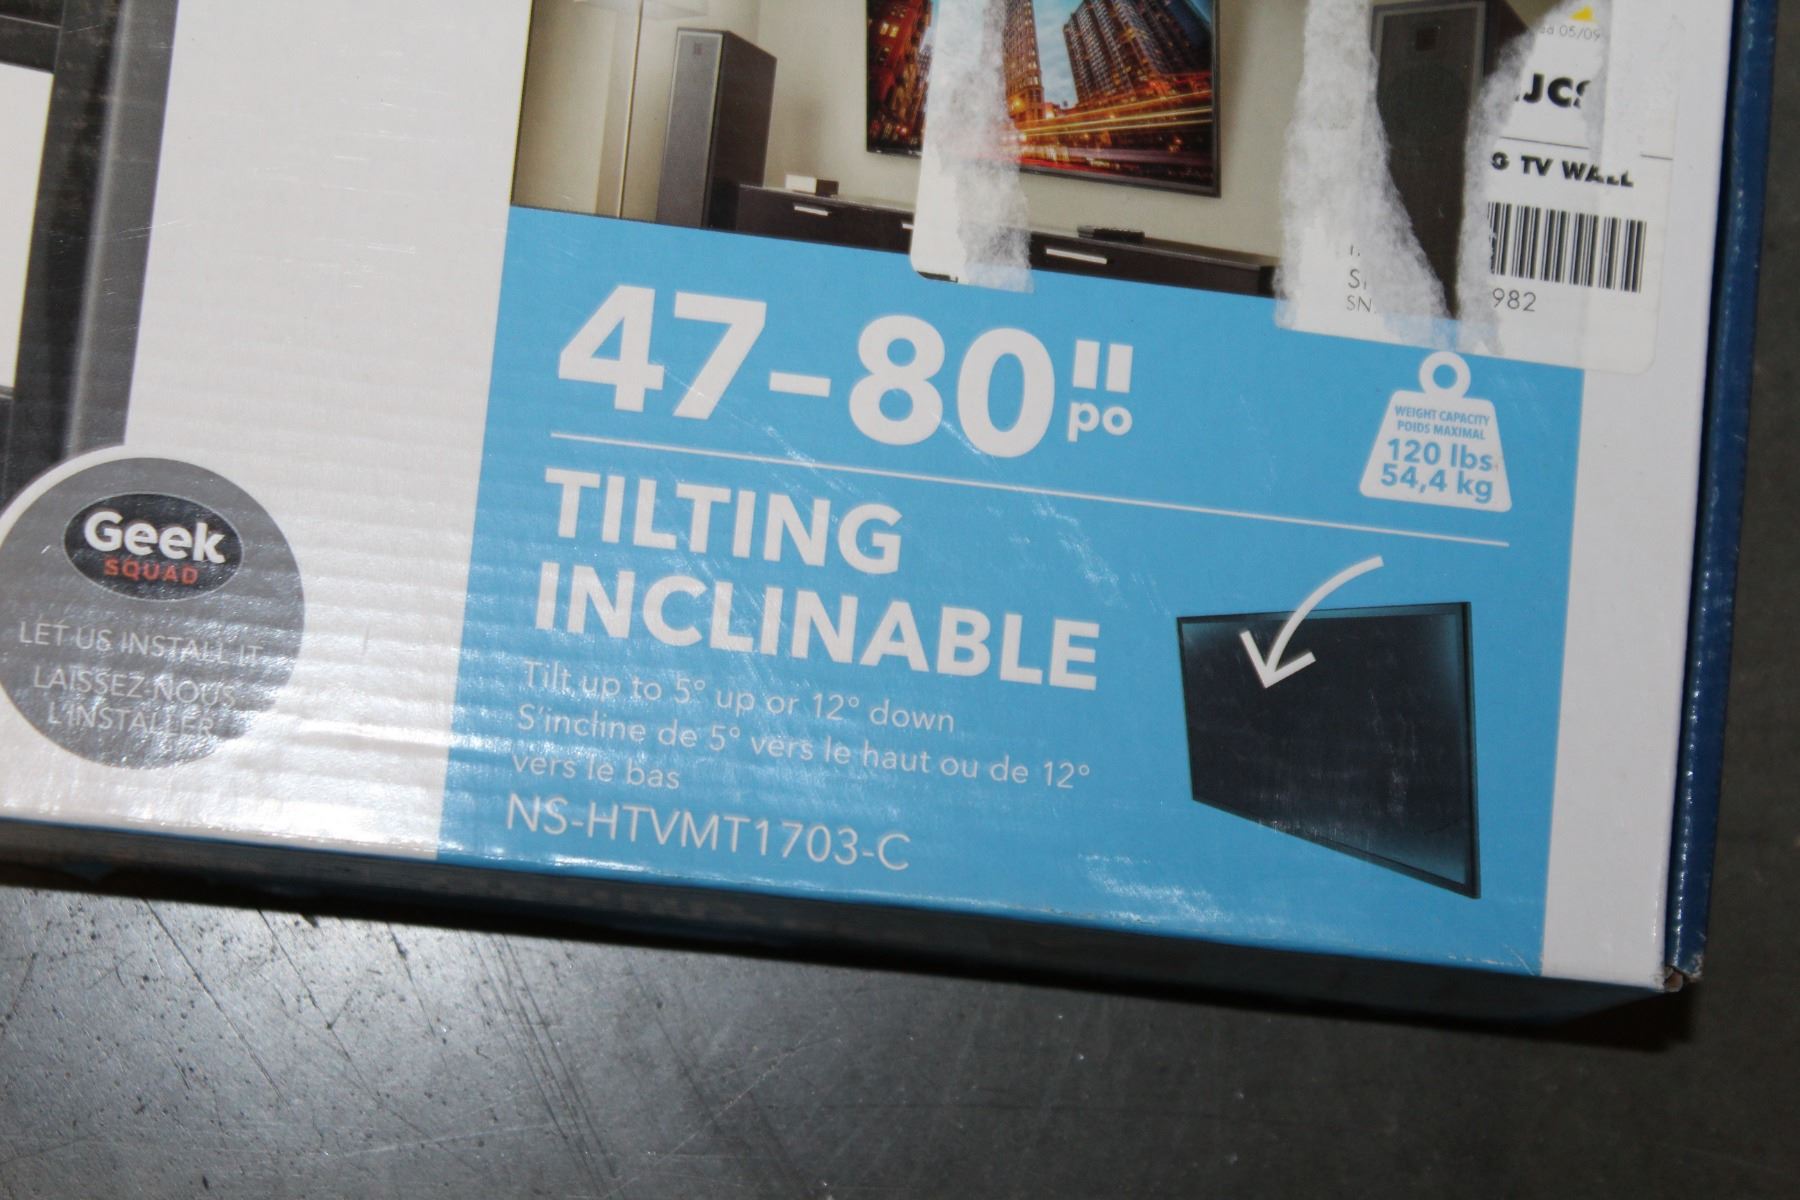 47-80"
po
TILTING
INCLINABLE
Tilt up to 5° up or 12° down
S'incline de 5° vers le haut ou de 12°
vers le bas
NS-HTVMT1703-C
WEIGHT CAPACITY
POIDS MAXIMAL
120 lbs
54,4 kg
Geek
SQUAD
LET US INSTALL IT
LAISSEZ-NOUS
L'INSTALLER
05/09
TV WALL
982